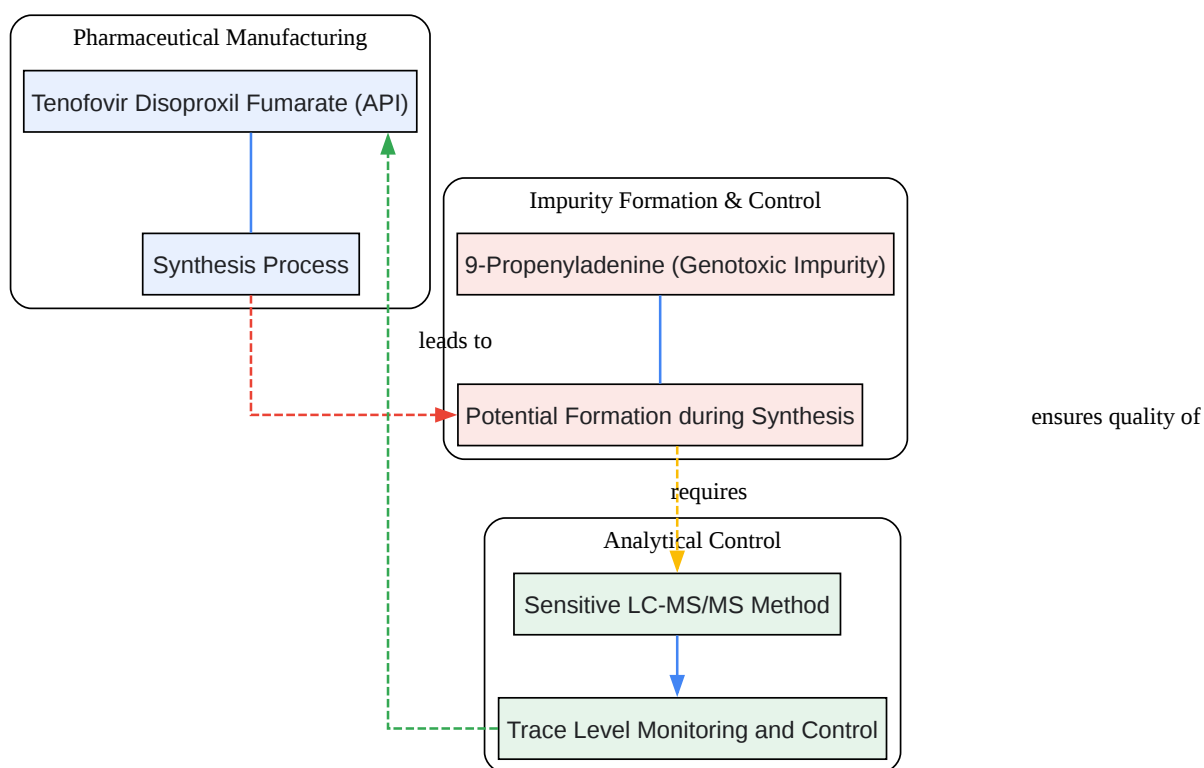 Pharmaceutical Manufacturing
Tenofovir Disoproxil Fumarate (API)
Synthesis Process
Impurity Formation & Control
9-Propenyladenine (Genotoxic Impurity)
leads to
Potential Formation during Synthesis
ensures quality of
requires
Analytical Control
Sensitive LC-MS/MS Method
Trace Level Monitoring and Control